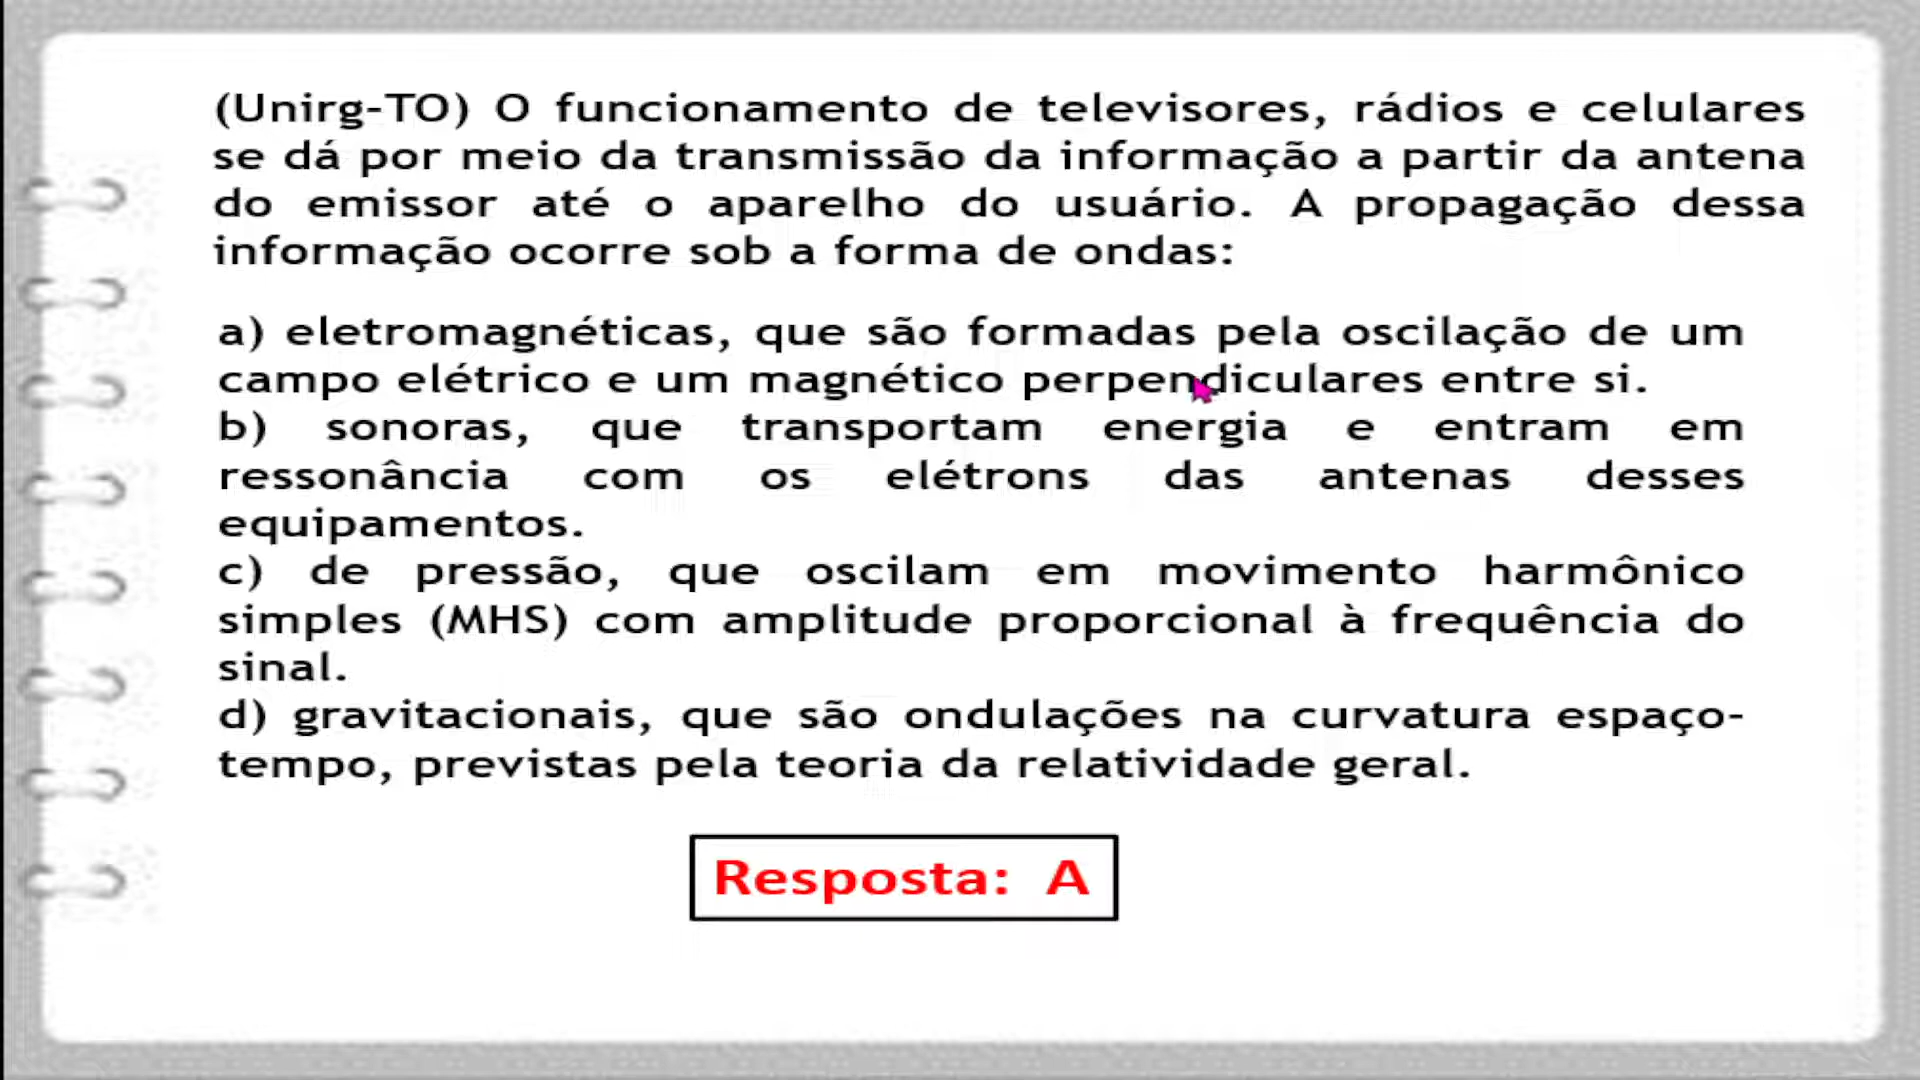 (Unirg-TO) O funcionamento de televisores, rádios e celulares
se dá por meio da transmissão da informação a partir da antena
do emissor até o aparelho do usuário. A propagação dessa
informação ocorre sob a forma de ondas:
a) eletromagnéticas, que são formadas pela oscilação de um
campo elétrico e um magnético perpendiculares entre si.
b) sonoras, que transportam energia e entram em
ressonância com os elétrons das antenas desses
equipamentos.
c) de pressão, que oscilam em movimento harmônico
simples (MHS) com amplitude proporcional à frequência do
sinal.
d) gravitacionais, que são ondulações na curvatura espaço-
tempo, previstas pela teoria da relatividade geral.
Resposta: A